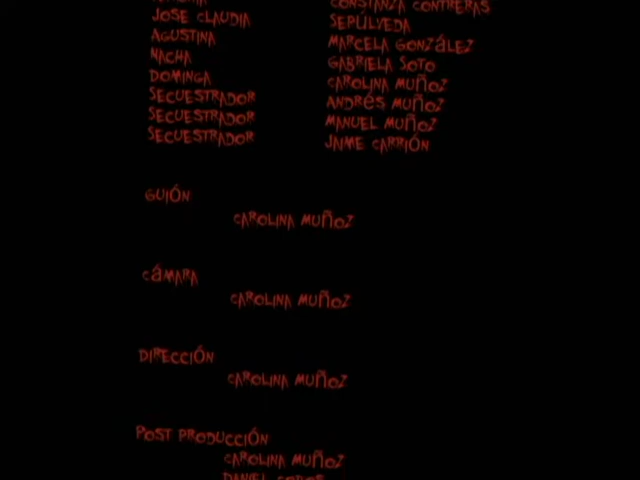 CONSTANZA CONTRERAS
JOSE CLAUDIA SEPÚLVEDA
AGUSTINA MARCELA GONZÁLEZ
NACHA GABRIELA SOTO
DOMINGA CAROLINA MUÑOZ
SECUESTRADOR ANDRÉS MUÑOZ
SECUESTRADOR MANUEL MUÑOZ
SECUESTRADOR JAIME CARRIÓN
GUIÓN
CAROLINA MUÑOZ
CÁMARA
CAROLINA MUÑOZ
DIRECCIÓN
CAROLINA MUÑOZ
POST PRODUCCIÓN
CAROLINA MUÑOZ
DANIEL